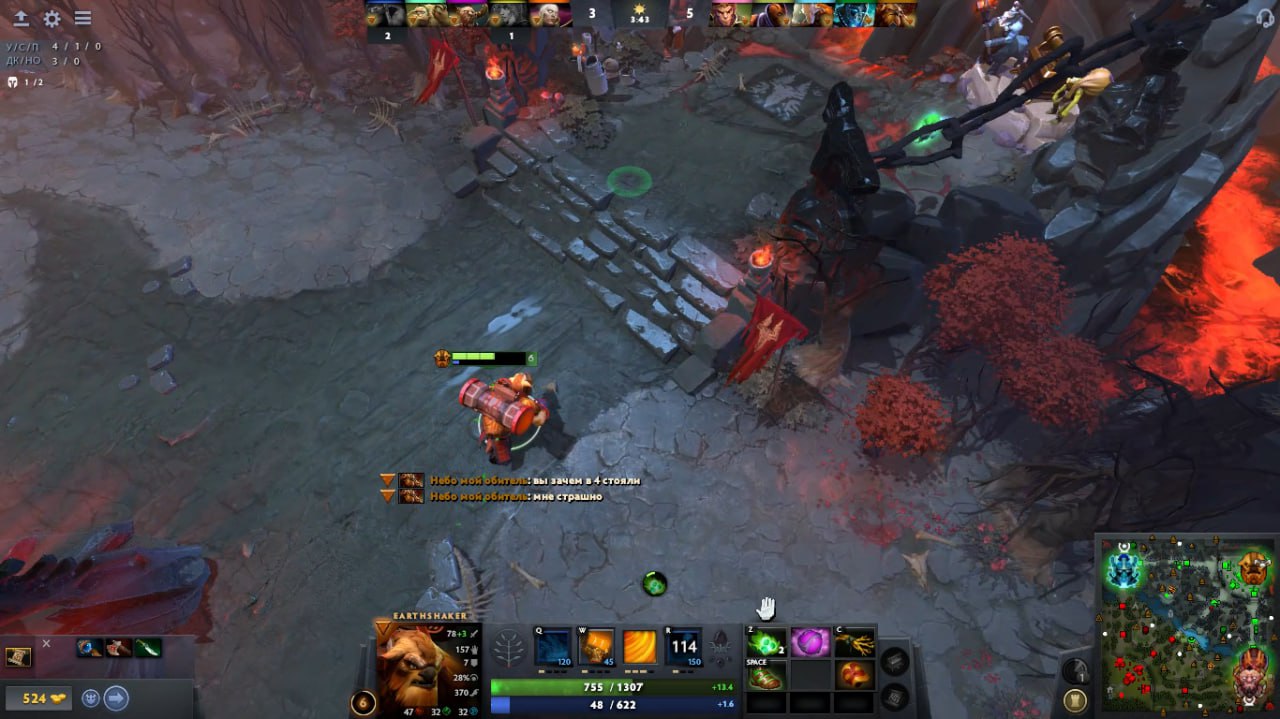 3
3:43
5
2
1
У/С/П 4 / 1 / 0
ДК/НО 3 / 0
1 / 2
6
Небо мой обитель: вы зачем в 4 стояли
Небо мой обитель: мне страшно
EARTHSHAKER
78+3
157
7
28%
370
47 32 32
6
Q
120
W
45
R
114
150
755 / 1307
+13.4
48 / 622
+1.6
Z
2
C
SPACE
524
1